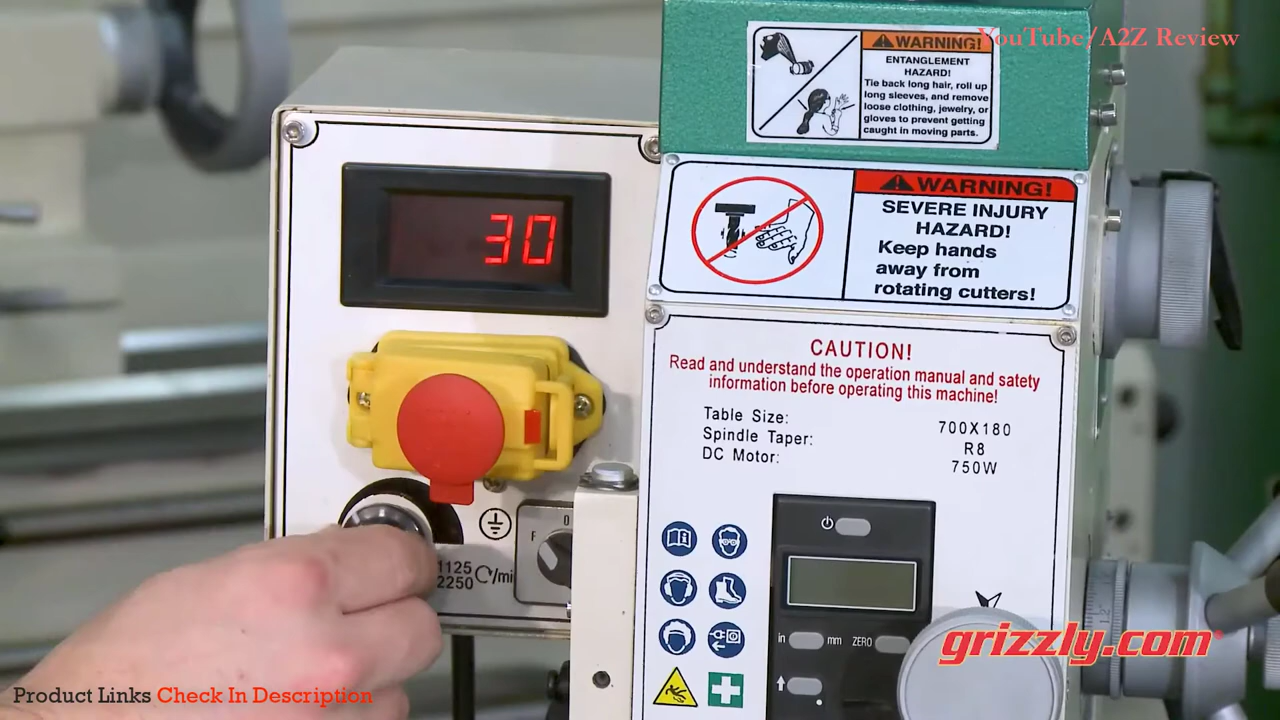 YouTube/A2Z Review
WARNING!
ENTANGLEMENT
HAZARD!
Tie back long hair, roll up
long sleeves, and remove
loose clothing, jewelry, or
gloves to prevent getting
caught in moving parts.
WARNING!
SEVERE INJURY
HAZARD!
Keep hands
away from
rotating cutters!
30
CAUTION!
Read and understand the operation manual and safety
information before operating this machine!
Table Size: 700X180
Spindle Taper: R8
DC Motor: 750W
F 0
1125
2250 /mi
in mm ZERO
grizzly.com
Product Links Check In Description